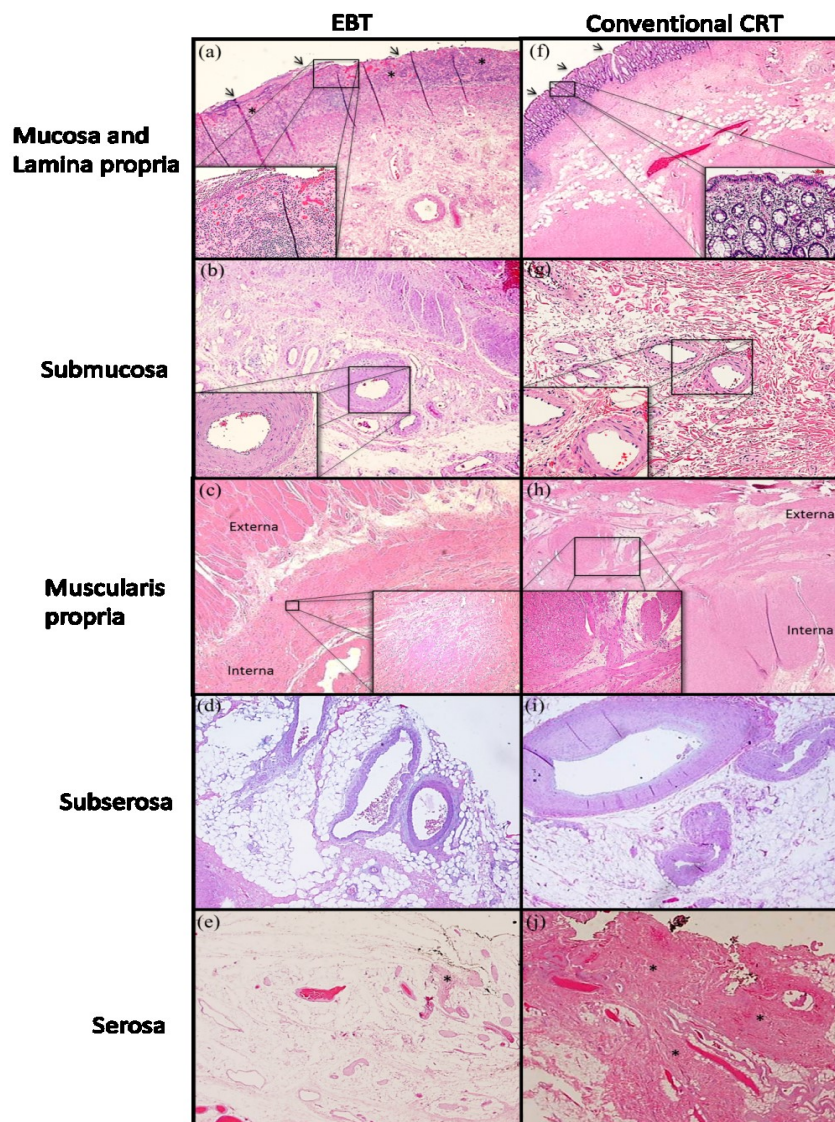 EBT
Conventional CRT
(a)
(f)
Mucosa and
Lamina propria
(b)
(g)
Submucosa
(c)
(h)
Externa
Externa
Muscularis
propria
Interna
Interna
(d)
(i)
Subserosa
(e)
(j)
Serosa